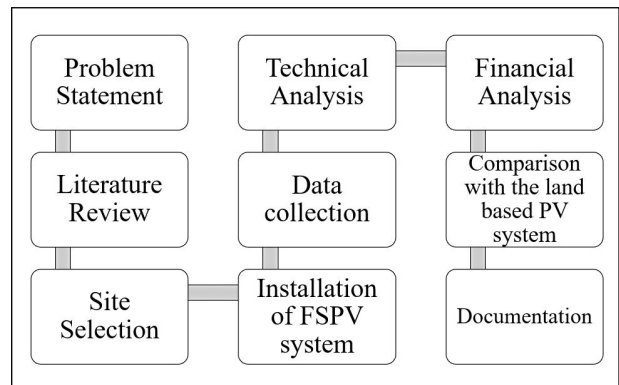 Problem
Statement
Literature
Review
Site
Selection
Installation
of FSPV
system
Data
collection
Technical
Analysis
Financial
Analysis
Comparison
with the land
based PV
system
Documentation